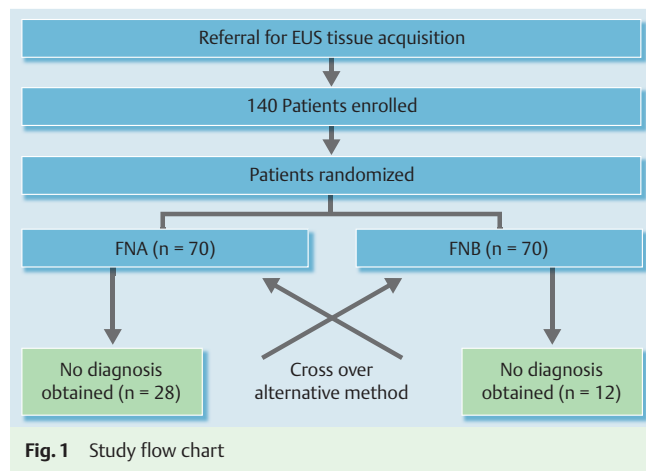 Referral for EUS tissue acquisition
140 Patients enrolled
Patients randomized
FNA (n = 70)
FNB (n = 70)
No diagnosis
obtained (n = 28)
Cross over
alternative method
No diagnosis
obtained (n = 12)
Fig. 1 Study flow chart